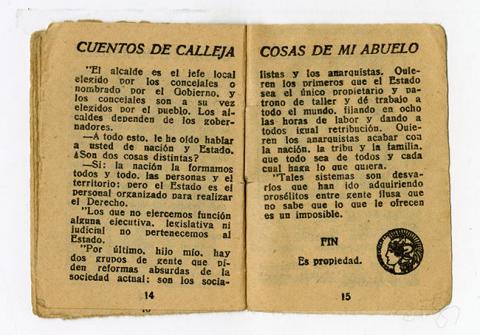 CUENTOS DE CALLEJA
"El alcalde es el jefe local
elegido por los concejales o
nombrado por el Gobierno, y
los concejales son a su vez
elegidos por el pueblo. Los al-
caldes dependen de los gober-
nadores.
—A todo esto, le he oído hablar
a usted de nación y Estado.
¿Son dos cosas distintas?
—Sí: la nación la formamos
todos y todo, las personas y el
territorio; pero el Estado es el
personal organizado para realizar
el Derecho.
"Los que no ejercemos función
alguna ejecutiva, legislativa ni
judicial no pertenecemos al
Estado.
"Por último, hijo mío, hay
dos grupos de gente que pi-
den reformas absurdas de la
sociedad actual: son los socia-
14
COSAS DE MI ABUELO
listas y los anarquistas. Quie-
ren los primeros que el Estado
sea el único propietario y pa-
trono de taller y dé trabajo a
todo el mundo, fijando en ocho
las horas de labor y dando a
todos igual retribución. Quie-
ren los anarquistas acabar con
la nación, la tribu y la familia,
que todo sea de todos y cada
cual haga lo que quiera.
"Tales sistemas son desva-
ríos que han ido adquiriendo
prosélitos entre gente ilusa que
no sabe que lo que le ofrecen
es un imposible.
FIN
Es propiedad.
15